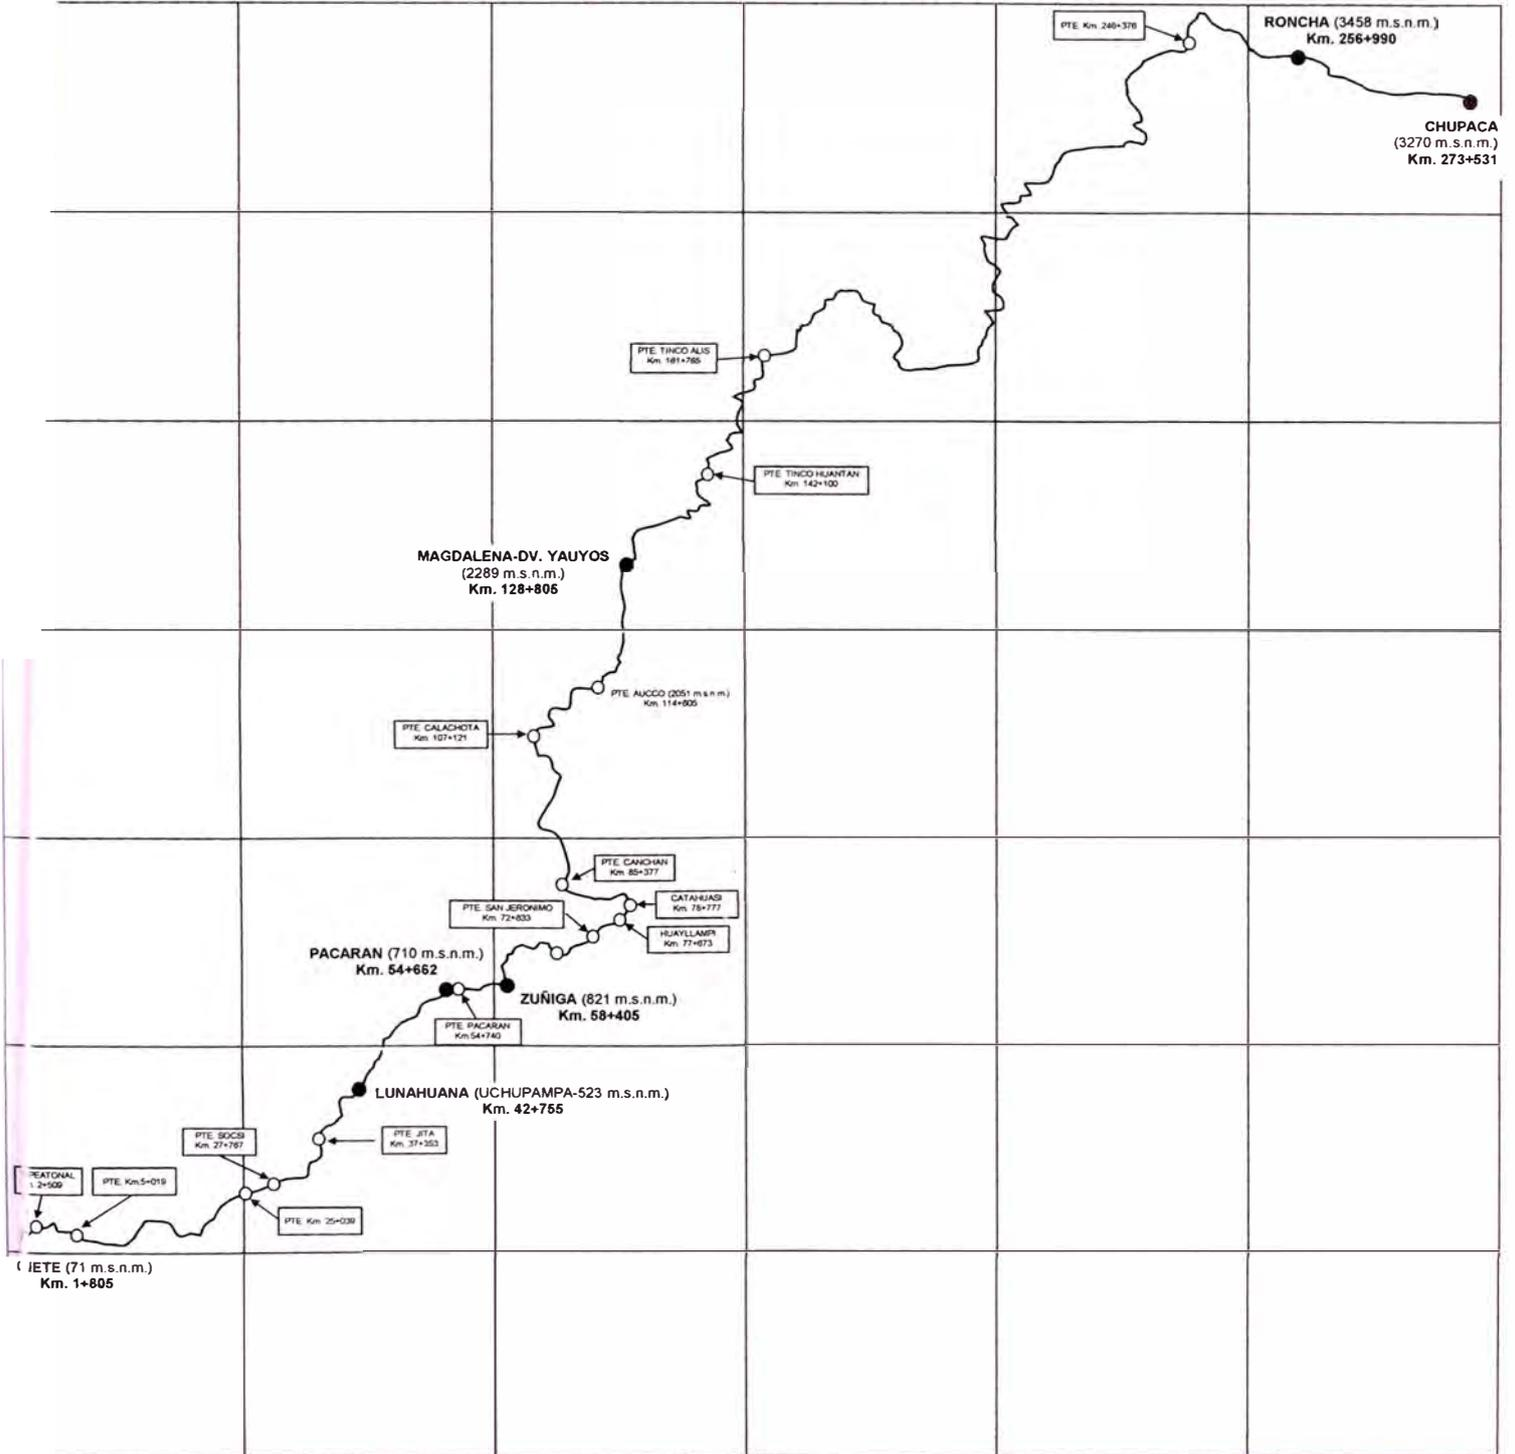 PTE. Km. 246+376
RONCHA (3458 m.s.n.m.)
Km. 256+990
CHUPACA
(3270 m.s.n.m.)
Km. 273+531
PTE. TINCO ALIS
PTE. TINCO HUANTAN
Km. 142+100
MAGDALENA-DV. YAUYOS
(2289 m.s.n.m.)
Km. 128+805
PTE. AUCCO (2051 m.s.n.m.)
Km. 114+605
PTE. CALACHOTA
Km. 107+121
PTE. CANCHAN
Km. 85+377
CATAHUASI
Km. 78+777
PTE. SAN JERONIMO
Km. 72+833
HUAYLLAMPI
Km. 77+673
PACARAN (710 m.s.n.m.)
Km. 54+662
ZUÑIGA (821 m.s.n.m.)
Km. 58+405
PTE. PACARAN
Km.54+740
LUNAHUANA (UCHUPAMPA-523 m.s.n.m.)
Km. 42+755
PTE. SOCSI
Km. 27+767
PTE. JITA
Km. 37+353
PEATONAL
2+509
PTE. Km.5+019
PTE. Km. 25+039
ETE (71 m.s.n.m.)
Km. 1+805